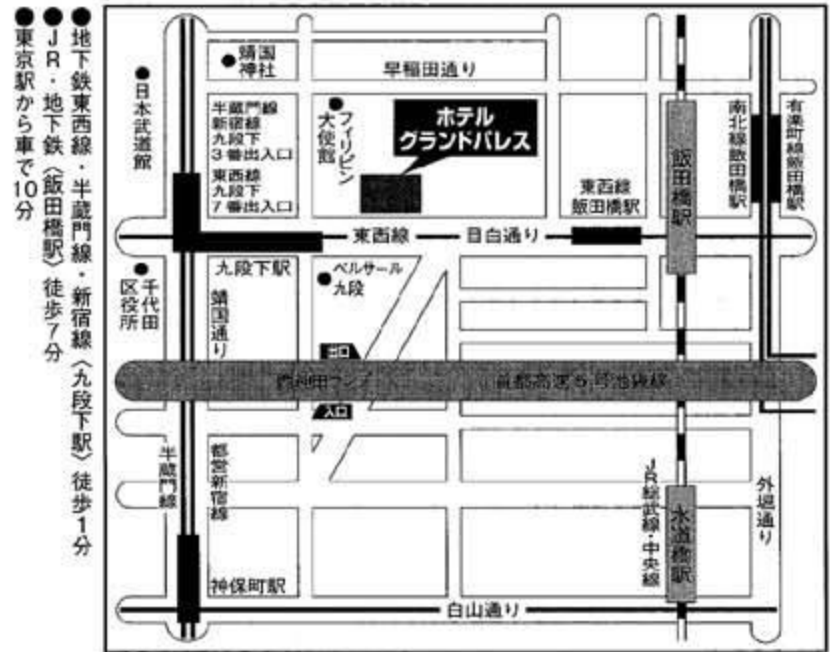 ●地下鉄東西線・半蔵門線・新宿線〈九段下駅〉徒歩1分
●JR・地下鉄〈飯田橋駅〉徒歩7分
●東京駅から車で10分
●靖国
神社
早稲田通り
●日本武道館
半蔵門線
新宿線
九段下
3番出入口
東西線
九段下
7番出入口
●フィリピン
大使館
ホテル
グランドパレス
東西線
飯田橋駅
飯田橋駅
南北線飯田橋駅
有楽町線飯田橋駅
東西線
目白通り
九段下駅
●ベルサール
九段
●千代田
区役所
靖国通り
出口
西神田ランプ
首都高速5号池袋線
入口
半蔵門線
都営新宿線
JR総武線・中央線
水道橋駅
外堀通り
神保町駅
白山通り